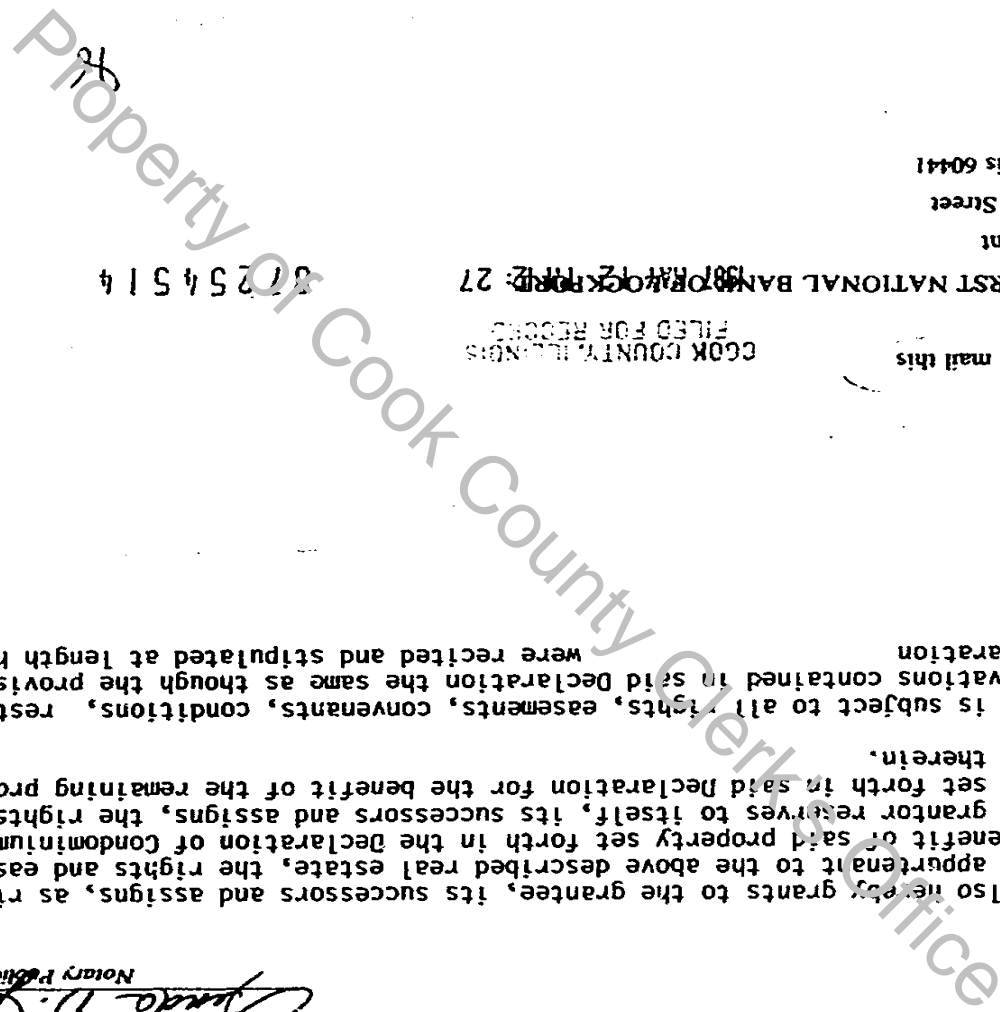 Notary Public
lso hereby grants to the grantee, its successors and assigns, as ri
appurtenant to the above described real estate, the rights and eas
enefit of said property set forth in the Declaration of Condominium
grantor reserves to itself, its successors and assigns, the rights
set forth in said Declaration for the benefit of the remaining pro
therein.
is subject to all rights, easements, convenants, conditions, rest
vations contained in said Declaration the same as though the provis
aration were recited and stipulated at length h
mail this
COOK COUNTY, ILLINOIS
FILED FOR RECORD
RST NATIONAL BANK OF LOCKPORT
1987 MAY 12 PM 12: 27
87254514
nt
Street
is 60441
Property of Cook County Clerk's Office